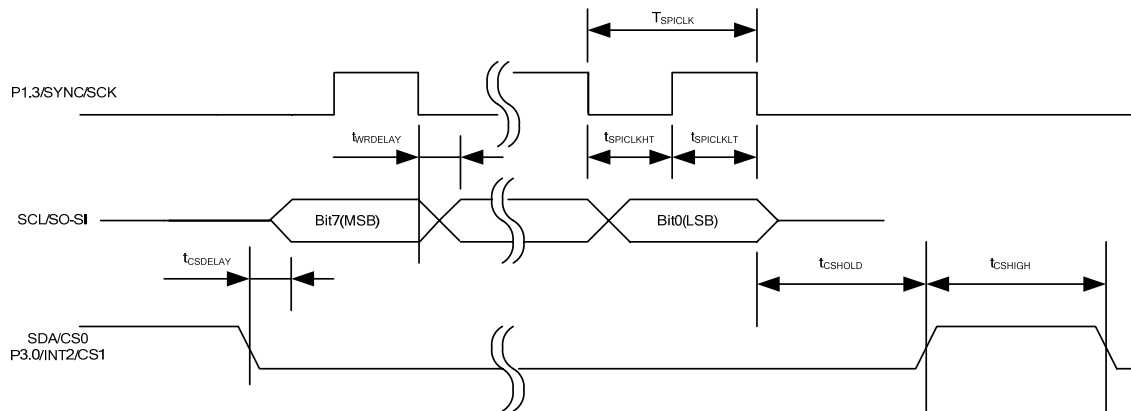 TSPICLK
P1.3/SYNC/SCK
tWRDELAY
tSPICLKHT
tSPICLKLT
SCL/SO-SI
Bit7(MSB)
Bit0(LSB)
tCSDELAY
tCSHOLD
tCSHIGH
SDA/CS0
P3.0/INT2/CS1